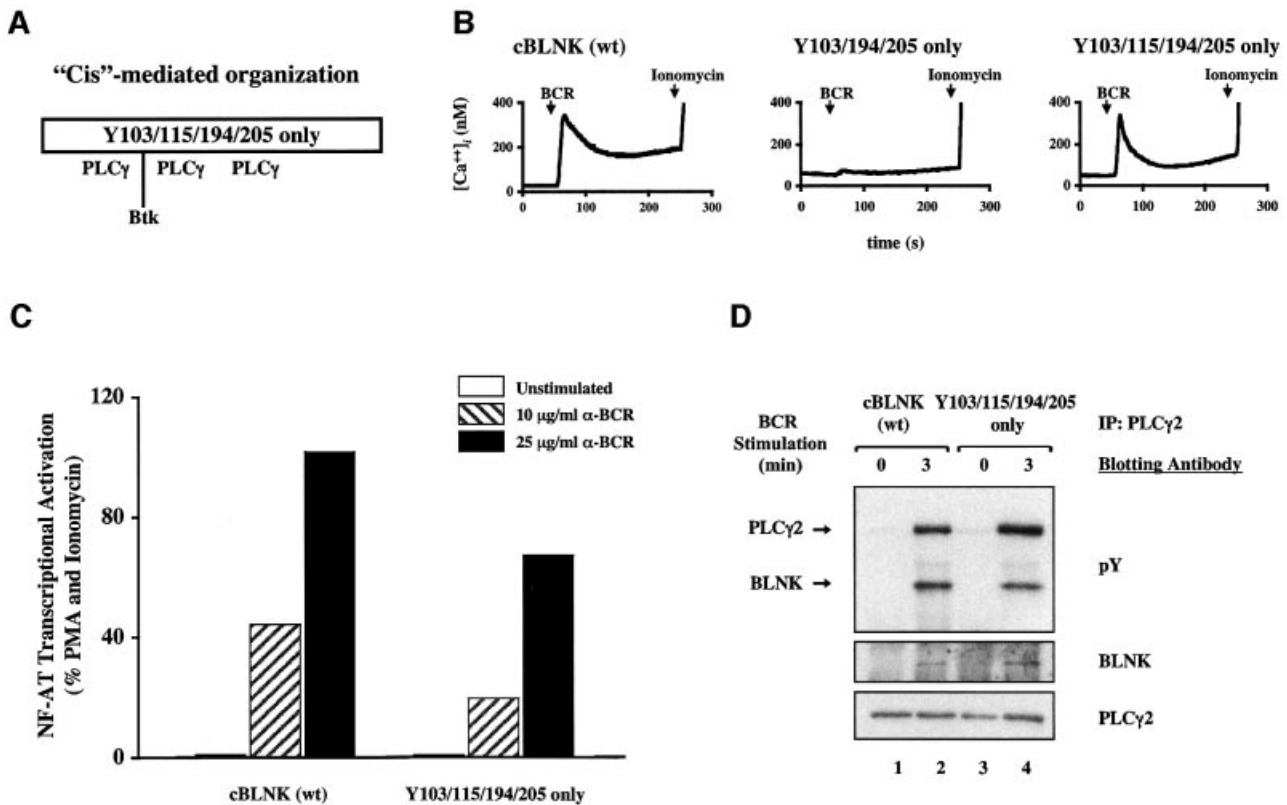 A
“Cis”-mediated organization
Y103/115/194/205 only
PLCγ PLCγ PLCγ
Btk
B
cBLNK (wt)
Y103/194/205 only
Y103/115/194/205 only
[Ca⁺⁺]i (nM)
400
200
0
BCR
Ionomycin
0 100 200 300
400
200
0
BCR
Ionomycin
0 100 200 300
400
200
0
BCR
Ionomycin
0 100 200 300
time (s)
C
NF-AT Transcriptional Activation
(% PMA and Ionomycin)
120
80
40
0
Unstimulated
10 µg/ml α-BCR
25 µg/ml α-BCR
cBLNK (wt)
Y103/115/194/205 only
D
BCR
Stimulation
(min)
cBLNK
(wt)
Y103/115/194/205
only
IP: PLCγ2
0 3 0 3
Blotting Antibody
PLCγ2 →
BLNK →
pY
BLNK
PLCγ2
1 2 3 4